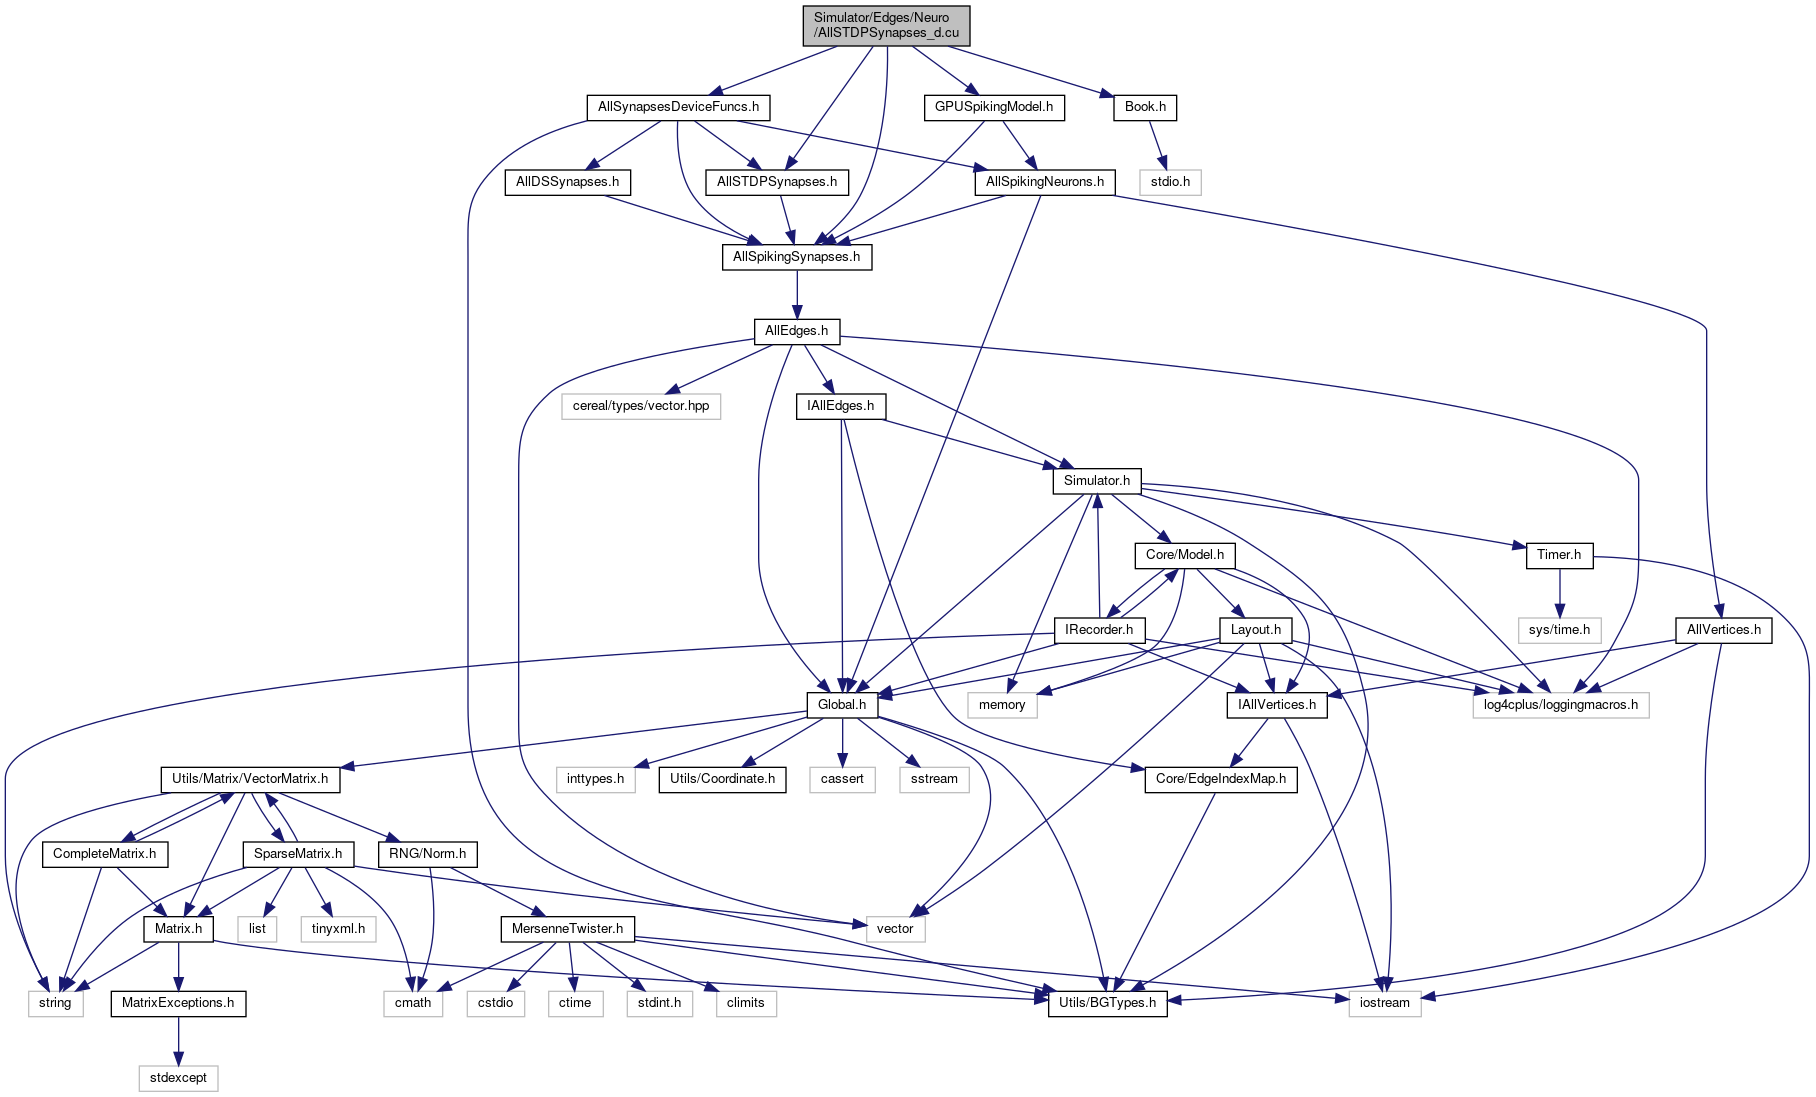 Simulator/Edges/Neuro
/AllSTDPSynapses_d.cu
AllSynapsesDeviceFuncs.h
GPUSpikingModel.h
Book.h
AllDSSynapses.h
AllSTDPSynapses.h
AllSpikingNeurons.h
stdio.h
AllSpikingSynapses.h
AllEdges.h
cereal/types/vector.hpp
IAllEdges.h
Simulator.h
Core/Model.h
Timer.h
IRecorder.h
Layout.h
sys/time.h
AllVertices.h
Global.h
memory
IAllVertices.h
log4cplus/loggingmacros.h
Utils/Matrix/VectorMatrix.h
inttypes.h
Utils/Coordinate.h
cassert
sstream
Core/EdgeIndexMap.h
CompleteMatrix.h
SparseMatrix.h
RNG/Norm.h
Matrix.h
list
tinyxml.h
MersenneTwister.h
vector
string
MatrixExceptions.h
cmath
cstdio
ctime
stdint.h
climits
Utils/BGTypes.h
iostream
stdexcept